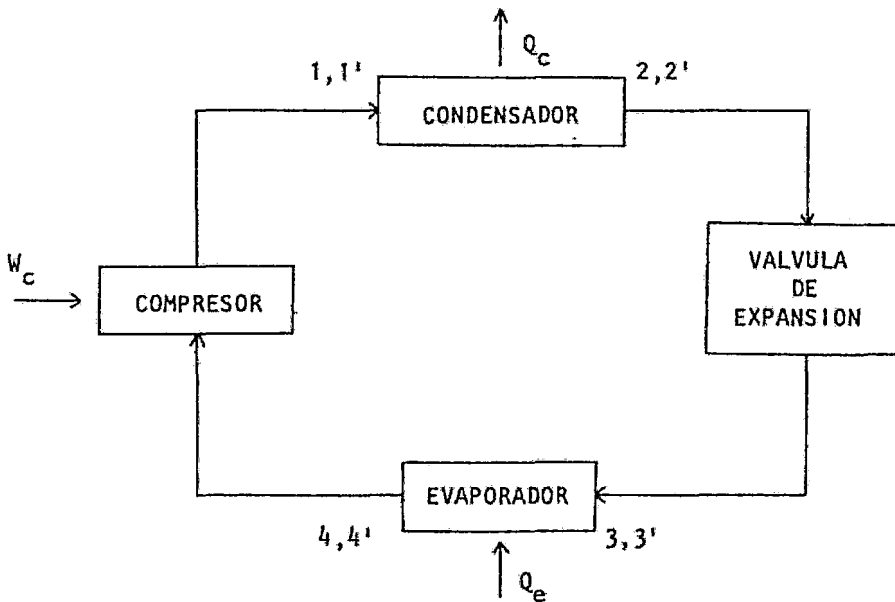 Q_c
1,1'
2,2'
CONDENSADOR
W_c
COMPRESOR
VALVULA
DE
EXPANSION
EVAPORADOR
4,4'
3,3'
Q_e